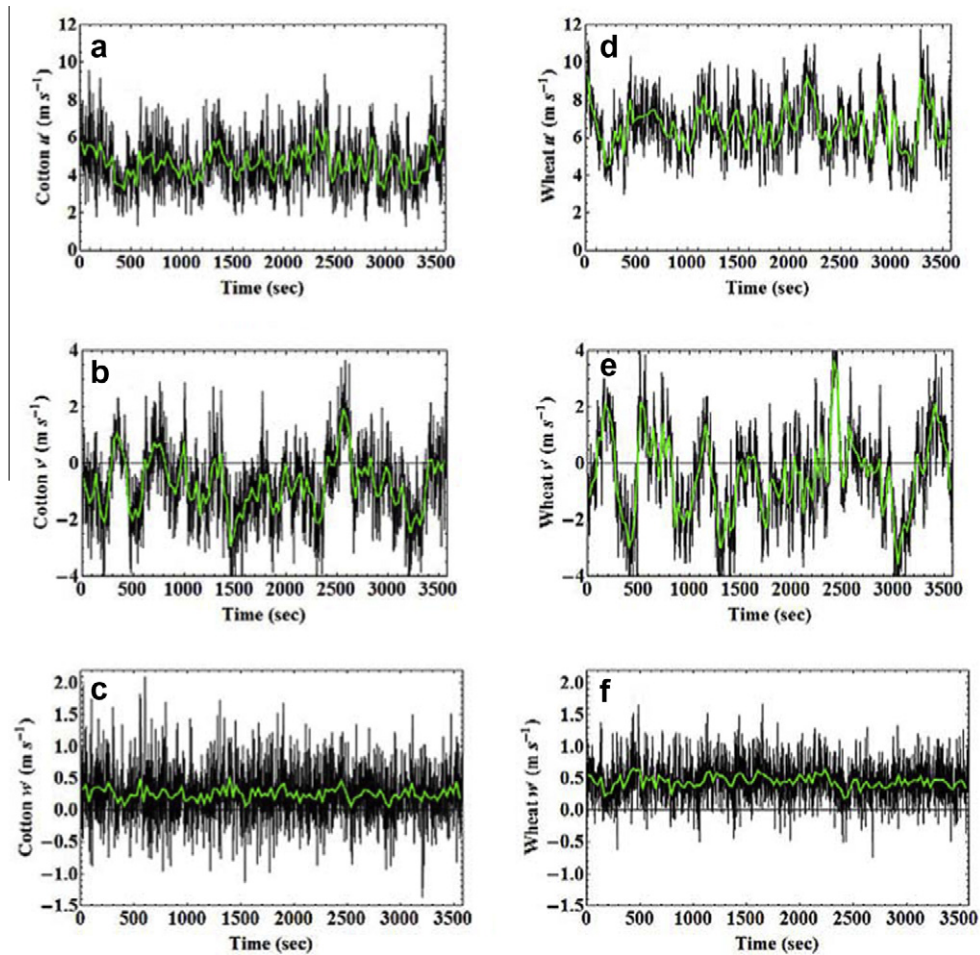 a
Cotton u' (m s⁻¹)
12
10
8
6
4
2
0
0 500 1000 1500 2000 2500 3000 3500
Time (sec)
d
Wheat u' (m s⁻¹)
12
10
8
6
4
2
0
0 500 1000 1500 2000 2500 3000 3500
Time (sec)
b
Cotton v' (m s⁻¹)
4
2
0
−2
−4
0 500 1000 1500 2000 2500 3000 3500
Time (sec)
e
Wheat v' (m s⁻¹)
4
2
0
−2
−4
0 500 1000 1500 2000 2500 3000 3500
Time (sec)
c
Cotton w' (m s⁻¹)
2.0
1.5
1.0
0.5
0.0
−0.5
−1.0
−1.5
0 500 1000 1500 2000 2500 3000 3500
Time (sec)
f
Wheat w' (m s⁻¹)
2.0
1.5
1.0
0.5
0.0
−0.5
−1.0
−1.5
0 500 1000 1500 2000 2500 3000 3500
Time (sec)